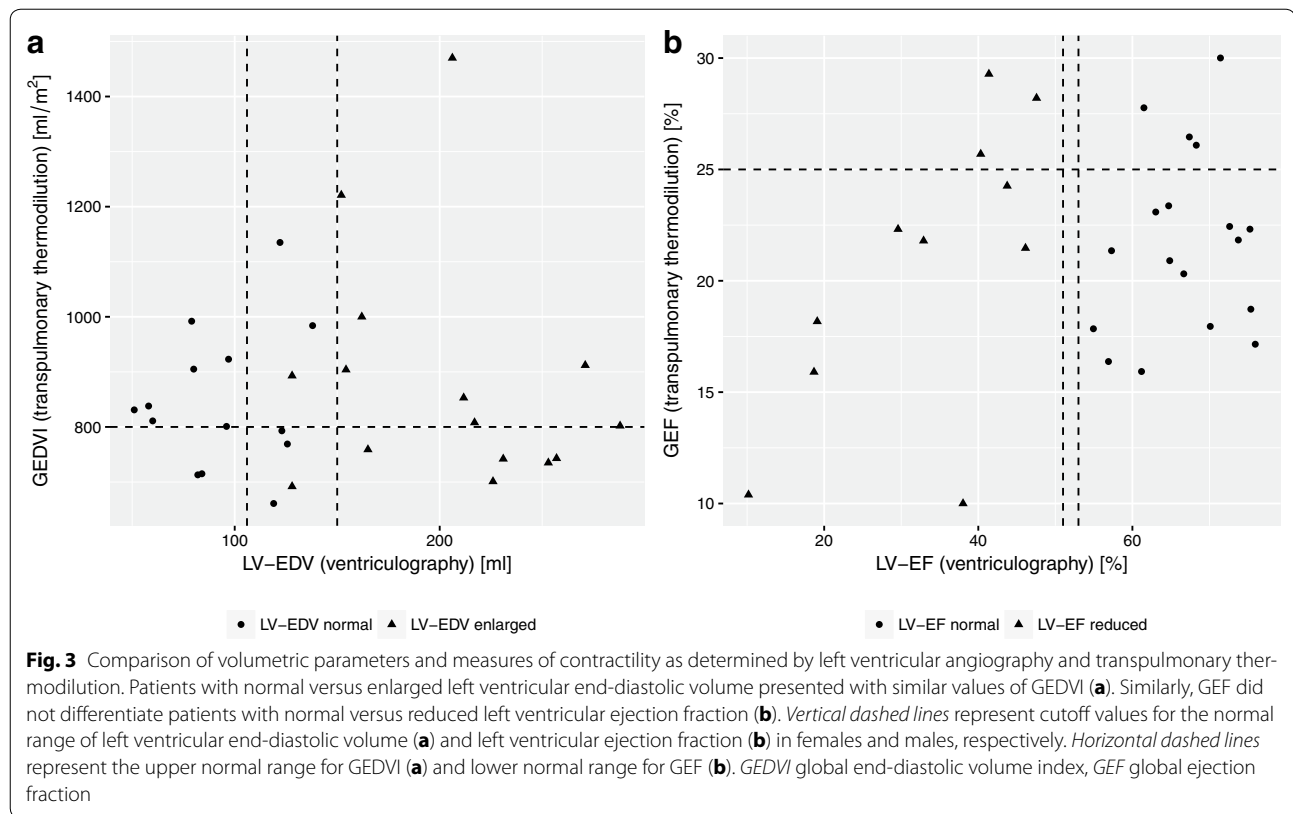 a
GEDVI (transpulmonary thermodilution) [ml/m²]
1400
1200
1000
800
100
200
LV−EDV (ventriculography) [ml]
LV−EDV normal
LV−EDV enlarged
b
GEF (transpulmonary thermodilution) [%]
30
25
20
15
10
20
40
60
LV−EF (ventriculography) [%]
LV−EF normal
LV−EF reduced
Fig. 3 Comparison of volumetric parameters and measures of contractility as determined by left ventricular angiography and transpulmonary ther-
modilution. Patients with normal versus enlarged left ventricular end-diastolic volume presented with similar values of GEDVI (a). Similarly, GEF did
not differentiate patients with normal versus reduced left ventricular ejection fraction (b). Vertical dashed lines represent cutoff values for the normal
range of left ventricular end-diastolic volume (a) and left ventricular ejection fraction (b) in females and males, respectively. Horizontal dashed lines
represent the upper normal range for GEDVI (a) and lower normal range for GEF (b). GEDVI global end-diastolic volume index, GEF global ejection
fraction